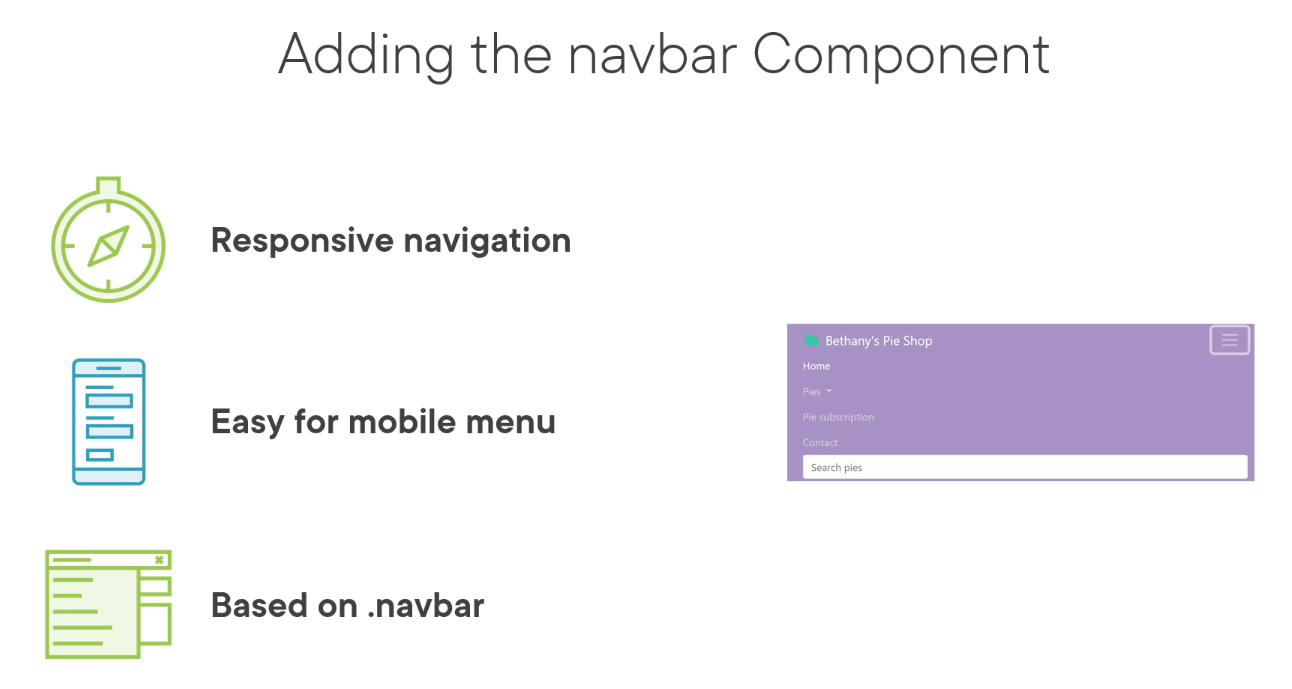 Adding the navbar Component
Responsive navigation
Easy for mobile menu
Based on .navbar
Bethany's Pie Shop
Home
Pies
Pie subscription
Contact
Search pies